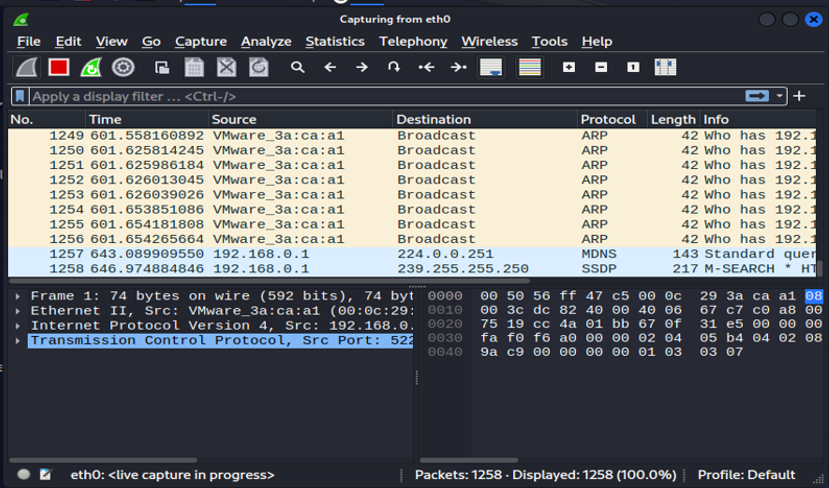 Capturing from eth0
File Edit View Go Capture Analyze Statistics Telephony Wireless Tools Help
Apply a display filter ... <Ctrl-/>
No. Time Source Destination Protocol Length Info
1249 601.558160892 VMware_3a:ca:a1 Broadcast ARP 42 Who has 192.1
1250 601.625814245 VMware_3a:ca:a1 Broadcast ARP 42 Who has 192.1
1251 601.625986184 VMware_3a:ca:a1 Broadcast ARP 42 Who has 192.1
1252 601.626013045 VMware_3a:ca:a1 Broadcast ARP 42 Who has 192.1
1253 601.626039026 VMware_3a:ca:a1 Broadcast ARP 42 Who has 192.1
1254 601.653851086 VMware_3a:ca:a1 Broadcast ARP 42 Who has 192.1
1255 601.654181808 VMware_3a:ca:a1 Broadcast ARP 42 Who has 192.1
1256 601.654265664 VMware_3a:ca:a1 Broadcast ARP 42 Who has 192.1
1257 643.089909550 192.168.0.1 224.0.0.251 MDNS 143 Standard quer
1258 646.974884846 192.168.0.1 239.255.255.250 SSDP 217 M-SEARCH * HT
Frame 1: 74 bytes on wire (592 bits), 74 byt
Ethernet II, Src: VMware_3a:ca:a1 (00:0c:29:
Internet Protocol Version 4, Src: 192.168.0.
Transmission Control Protocol, Src Port: 522
0000 00 50 56 ff 47 c5 00 0c 29 3a ca a1 08
0010 00 3c dc 82 40 00 40 06 67 c7 c0 a8 00
0020 75 19 cc 4a 01 bb 67 0f 31 e5 00 00 00
0030 fa f0 f6 a0 00 00 02 04 05 b4 04 02 08
0040 9a c9 00 00 00 00 01 03 03 07
eth0: <live capture in progress>
Packets: 1258 · Displayed: 1258 (100.0%)
Profile: Default